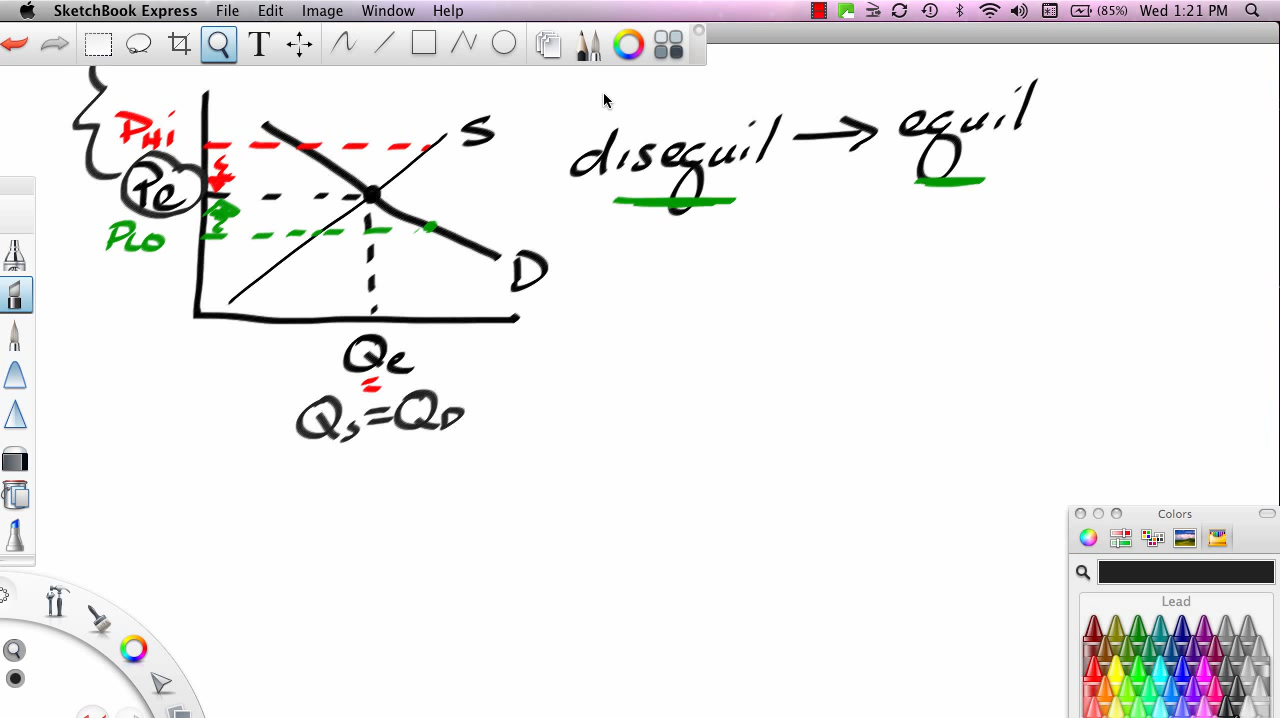 SketchBook Express File Edit Image Window Help (85%) Wed 1:21 PM
T
PHi
S
disequil → equil
Pe
PLO
D
Qe
=
Qs=QD
Colors
Lead